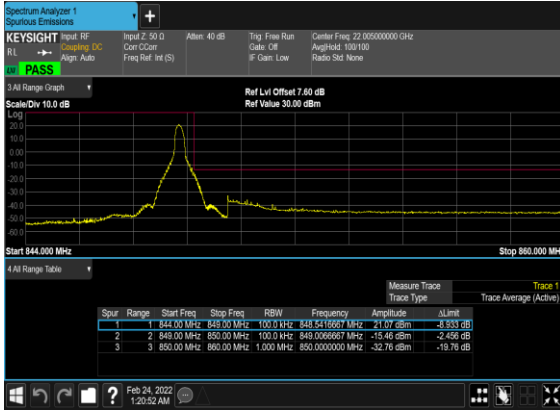 Spectrum Analyzer 1
Spurious Emissions
+
KEYSIGHT Input: RF Input Z: 50 Ω Atten: 40 dB Trig: Free Run Center Freq: 22.005000000 GHz
RL Coupling: DC Corr CCorr Gate: Off Avg|Hold: 100/100
Align: Auto Freq Ref: Int (S) IF Gain: Low Radio Std: None
PASS
3 All Range Graph
Ref Lvl Offset 7.60 dB
Scale/Div 10.0 dB Ref Value 30.00 dBm
Log
20.0
10.0
0.00
-10.0
-20.0
-30.0
-40.0
-50.0
-60.0
Start 844.000 MHz Stop 860.000 MH
4 All Range Table
Measure Trace Trace 1
Trace Type Trace Average (Active)
Spur Range Start Freq Stop Freq RBW Frequency Amplitude ΔLimit
1 1 844.00 MHz 849.00 MHz 100.0 kHz 848.5416667 MHz 21.07 dBm -8.933 dB
2 2 849.00 MHz 850.00 MHz 100.0 kHz 849.0066667 MHz -15.46 dBm -2.456 dB
3 3 850.00 MHz 860.00 MHz 1.000 MHz 850.0000000 MHz -32.76 dBm -19.76 dB
? Feb 24, 2022
1:20:52 AM